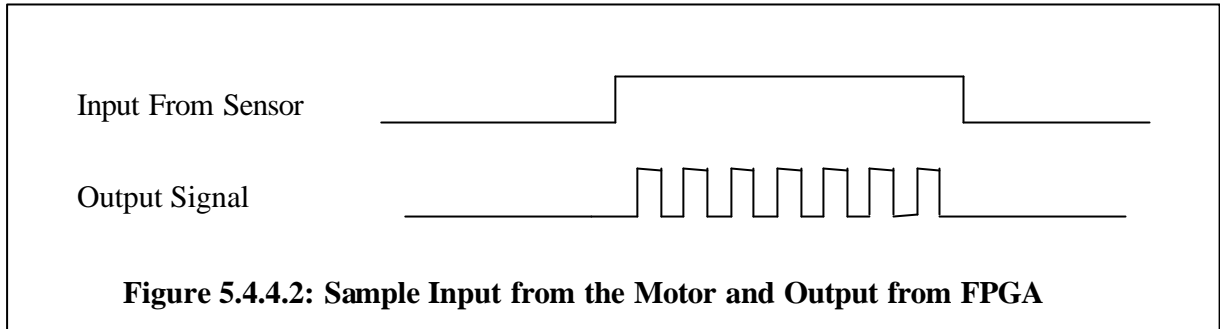 Input From Sensor
Output Signal
Figure 5.4.4.2: Sample Input from the Motor and Output from FPGA